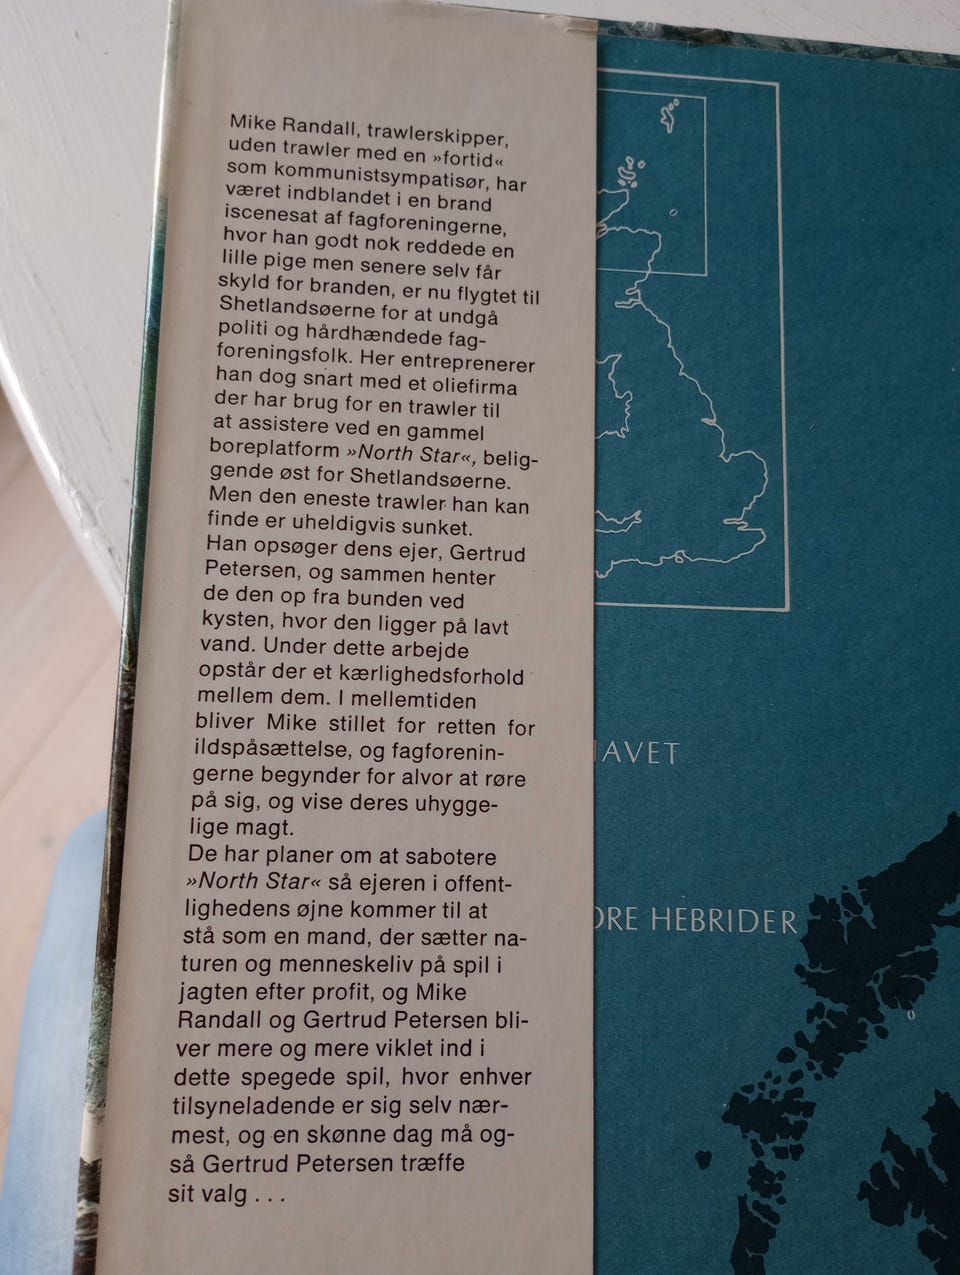 Mike Randall, trawlerskipper,
uden trawler med en »fortid«
som kommunistsympatisør, har
været indblandet i en brand
iscenesat af fagforeningerne,
hvor han godt nok reddede en
lille pige men senere selv får
skyld for branden, er nu flygtet til
Shetlandsøerne for at undgå
politi og hårdhændede fag-
foreningsfolk. Her entreprenerer
han dog snart med et oliefirma
der har brug for en trawler til
at assistere ved en gammel
boreplatform »North Star«, belig-
gende øst for Shetlandsøerne.
Men den eneste trawler han kan
finde er uheldigvis sunket.
Han opsøger dens ejer, Gertrud
Petersen, og sammen henter
de den op fra bunden ved
kysten, hvor den ligger på lavt
vand. Under dette arbejde
opstår der et kærlighedsforhold
mellem dem. I mellemtiden
bliver Mike stillet for retten for
ildspåsættelse, og fagforenin-
gerne begynder for alvor at røre
på sig, og vise deres uhygge-
lige magt.
De har planer om at sabotere
»North Star« så ejeren i offent-
lighedens øjne kommer til at
stå som en mand, der sætter na-
turen og menneskeliv på spil i
jagten efter profit, og Mike
Randall og Gertrud Petersen bli-
ver mere og mere viklet ind i
dette spegede spil, hvor enhver
tilsyneladende er sig selv nær-
mest, og en skønne dag må og-
så Gertrud Petersen træffe
sit valg . . .
AVET
DRE HEBRIDER